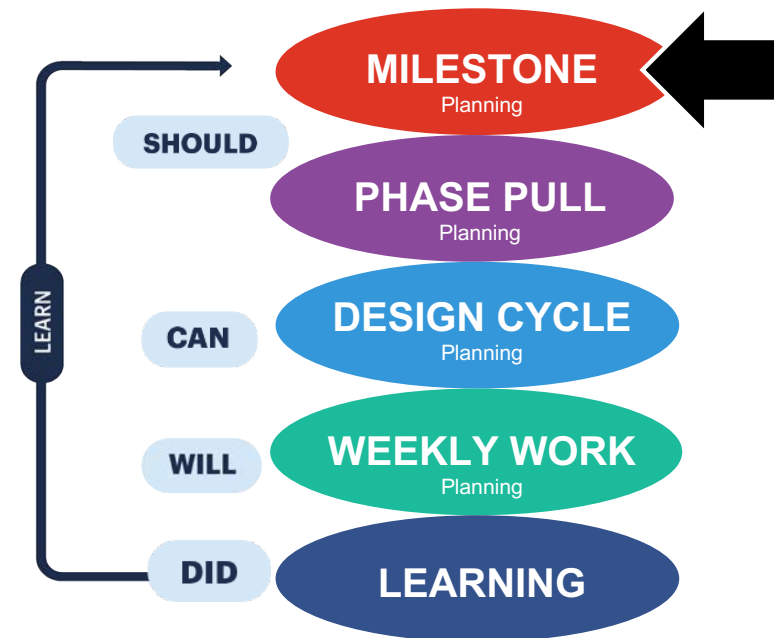 MILESTONE
Planning
SHOULD
PHASE PULL
Planning
LEARN
CAN
DESIGN CYCLE
Planning
WILL
WEEKLY WORK
Planning
DID
LEARNING